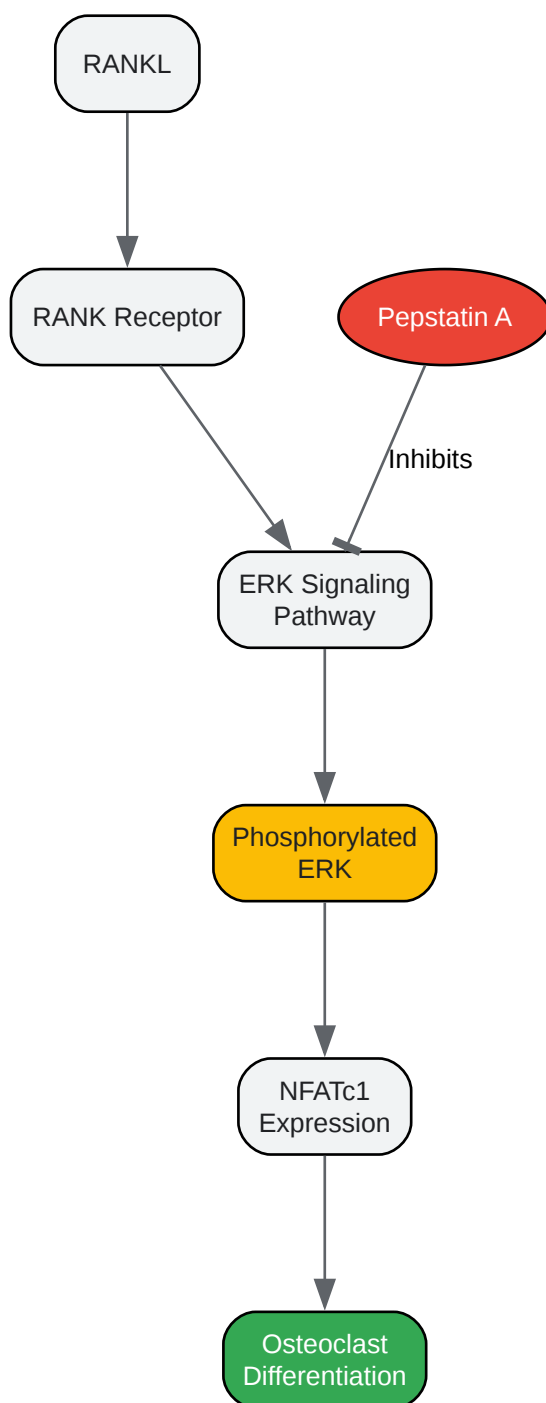 RANKL
RANK Receptor
Pepstatin A
Inhibits
ERK Signaling
Pathway
Phosphorylated
ERK
NFATc1
Expression
Osteoclast
Differentiation